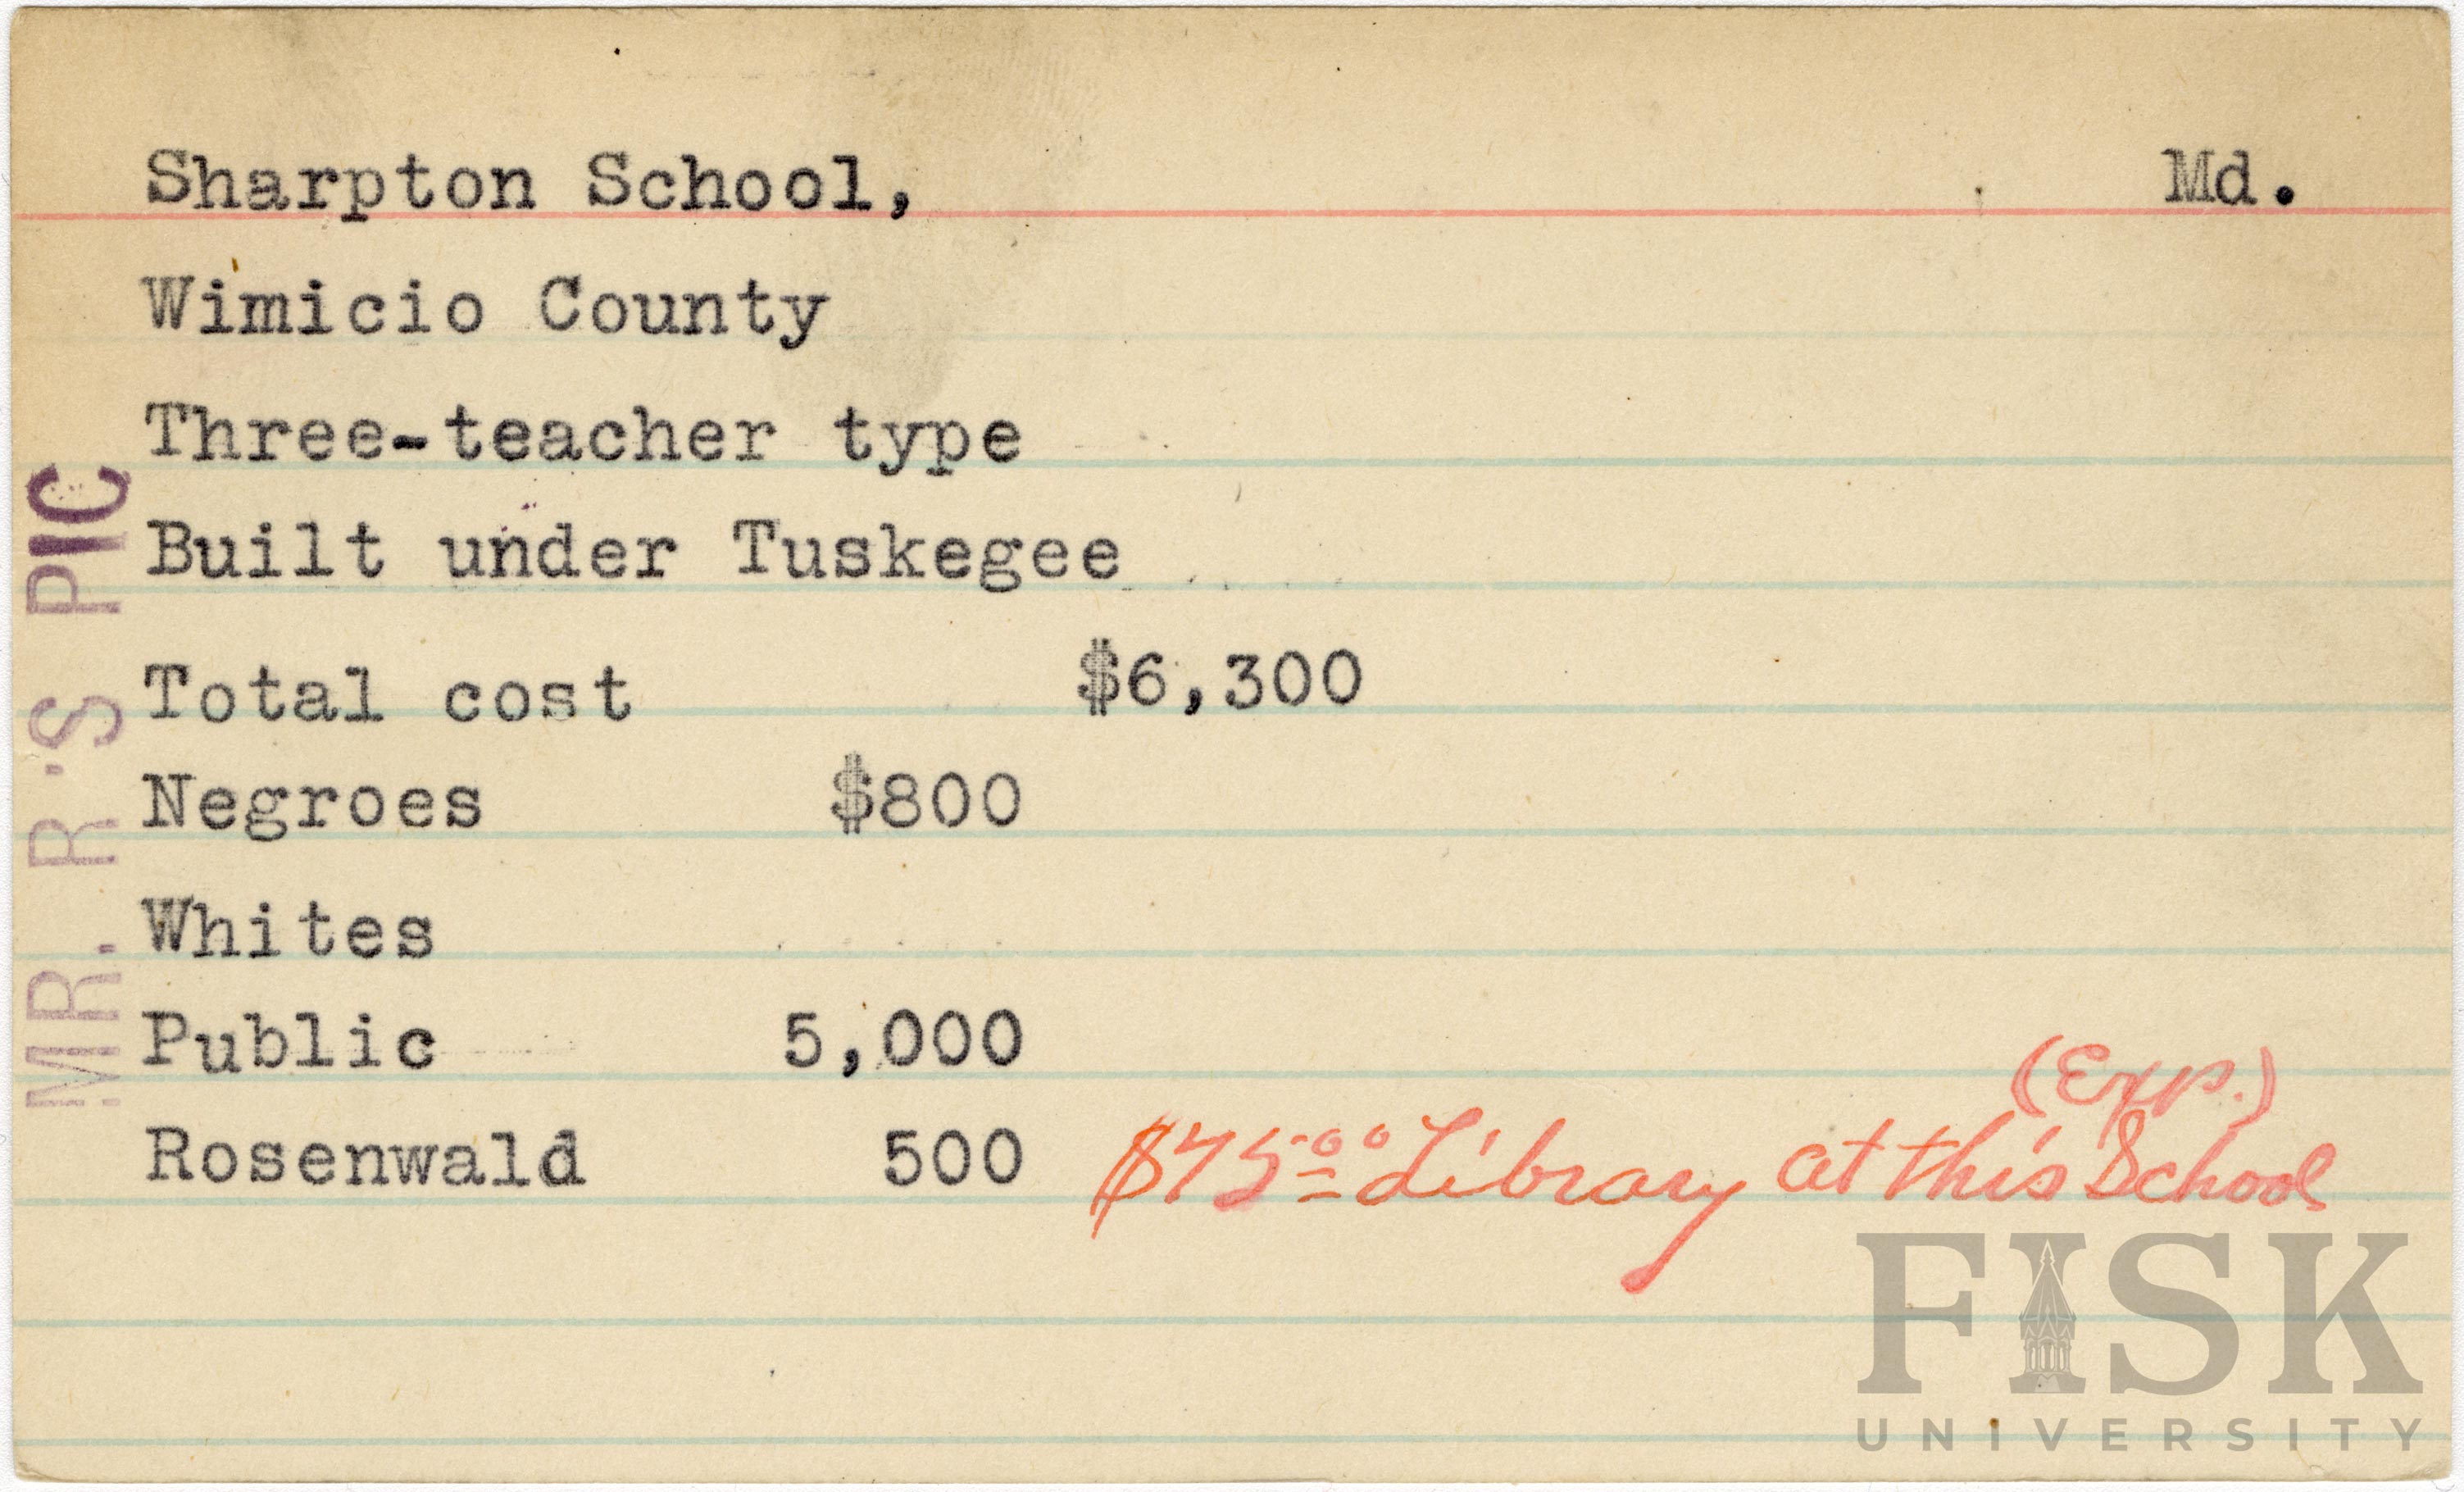 Sharpton School, Md.
Wimicio County
Three-teacher type
Built under Tuskegee
Total cost $6,300
Negroes $800
Whites
Public 5,000
(Exp.)
Rosenwald 500 $75.00 Library at this School
MR. R'S PIC
FISK
UNIVERSITY